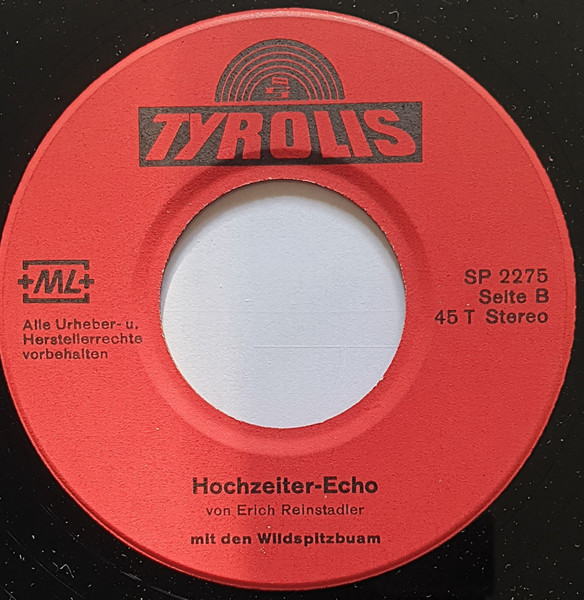 TYROLIS
+ML+
Alle Urheber- u.
Herstellerrechte
vorbehalten
SP 2275
Seite B
45 T Stereo
Hochzeiter-Echo
von Erich Reinstadler
mit den Wildspitzbuam